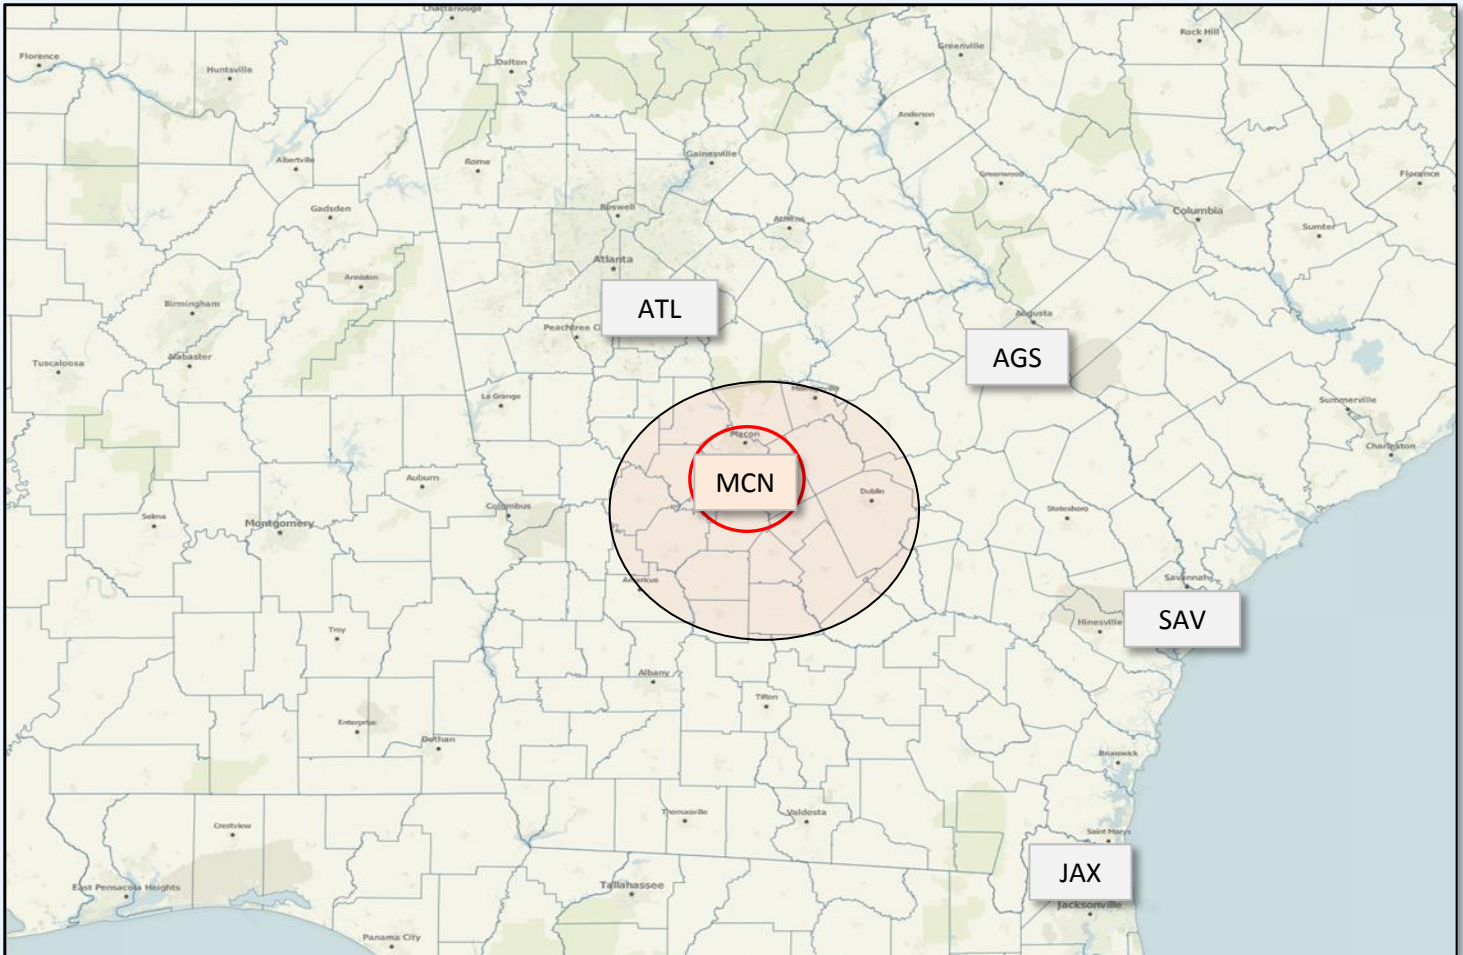 Chattanooga
Rock Hill
Florence
Huntsville
Dalton
Greenville
Anderson
Albertville
Rome
Gainesville
Greenwood
Florence
Gadsden
Roswell
Athens
Columbia
Sumter
Atlanta
Anniston
Birmingham
ATL
Augusta
Peachtree C
Tuscaloosa
Alabaster
AGS
La Grange
Summerville
Macon
Charleston
Auburn
MCN
Dublin
Selma
Montgomery
Columbus
Statesboro
Americus
Savannah
SAV
Hinesville
Troy
Albany
Tifton
Enterprise
Dothan
Brunswick
Crestview
Thomasville
Valdosta
Saint Marys
JAX
East Pensacola Heights
Tallahassee
Jacksonville
Panama City